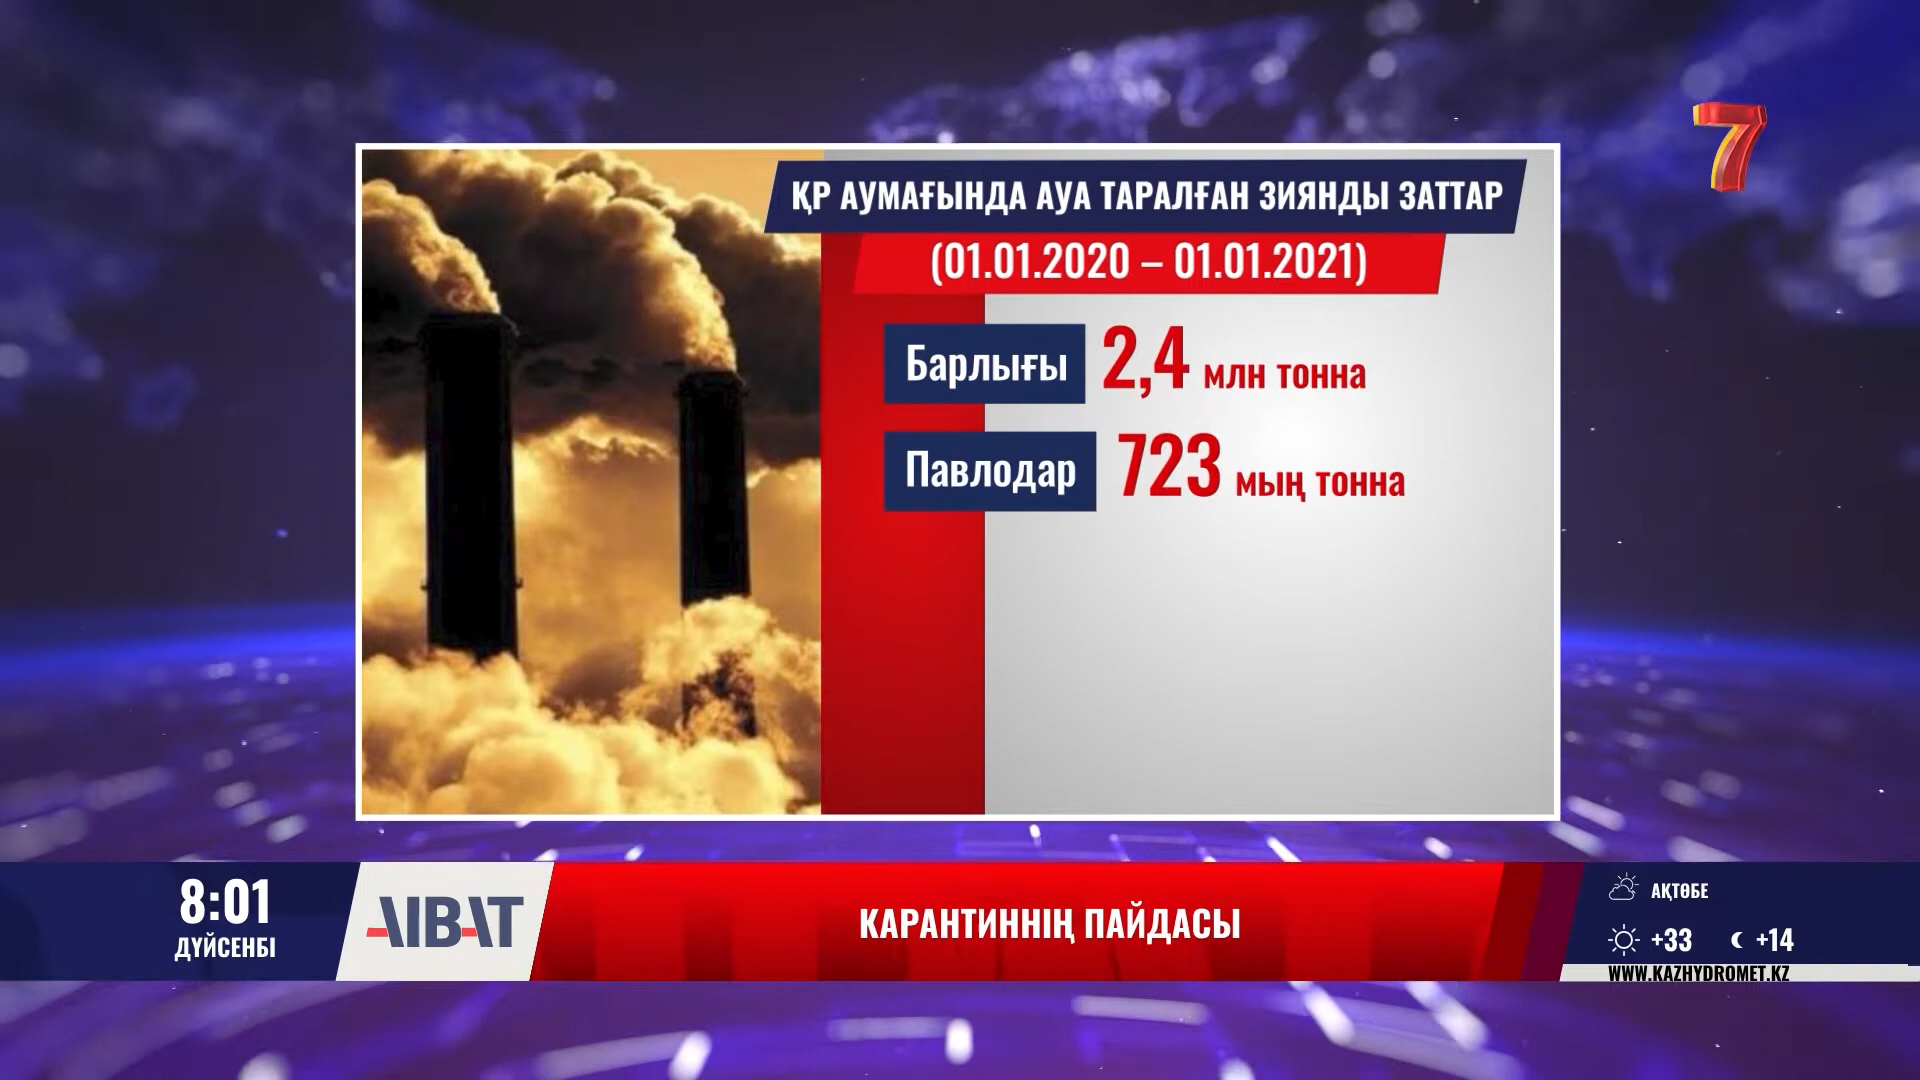 7
ҚР АУМАҒЫНДА АУА ТАРАЛҒАН ЗИЯНДЫ ЗАТТАР
(01.01.2020 – 01.01.2021)
Барлығы 2,4 млн тонна
Павлодар 723 мың тонна
8:01
ДҮЙСЕНБІ
AIBAT
КАРАНТИННІҢ ПАЙДАСЫ
АҚТӨБЕ
+33 +14
WWW.KAZHYDROMET.KZ